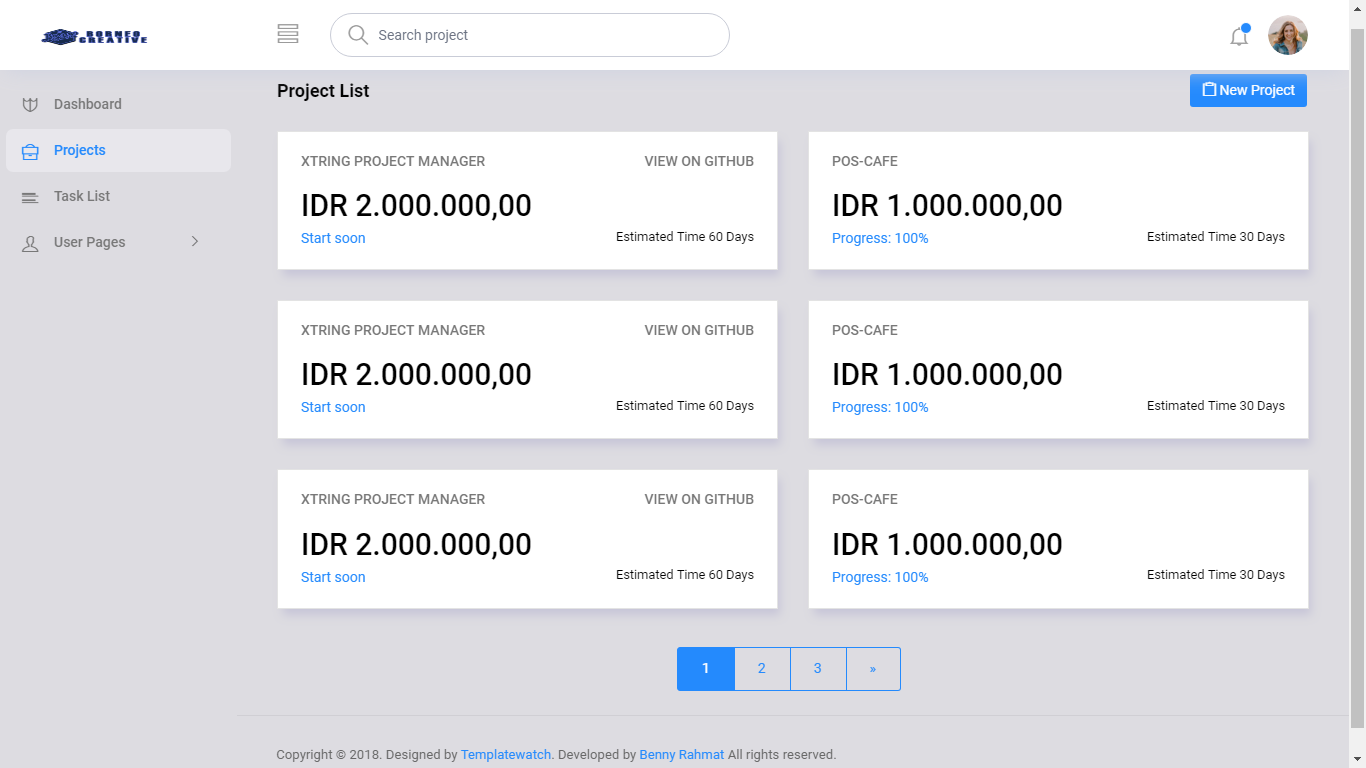 BORNEO
CREATIVE
Search project
Dashboard
Projects
Task List
User Pages
Project List
New Project
XTRING PROJECT MANAGER VIEW ON GITHUB
IDR 2.000.000,00
Start soon Estimated Time 60 Days
POS-CAFE
IDR 1.000.000,00
Progress: 100% Estimated Time 30 Days
XTRING PROJECT MANAGER VIEW ON GITHUB
IDR 2.000.000,00
Start soon Estimated Time 60 Days
POS-CAFE
IDR 1.000.000,00
Progress: 100% Estimated Time 30 Days
XTRING PROJECT MANAGER VIEW ON GITHUB
IDR 2.000.000,00
Start soon Estimated Time 60 Days
POS-CAFE
IDR 1.000.000,00
Progress: 100% Estimated Time 30 Days
1 2 3 »
Copyright © 2018. Designed by Templatewatch. Developed by Benny Rahmat All rights reserved.